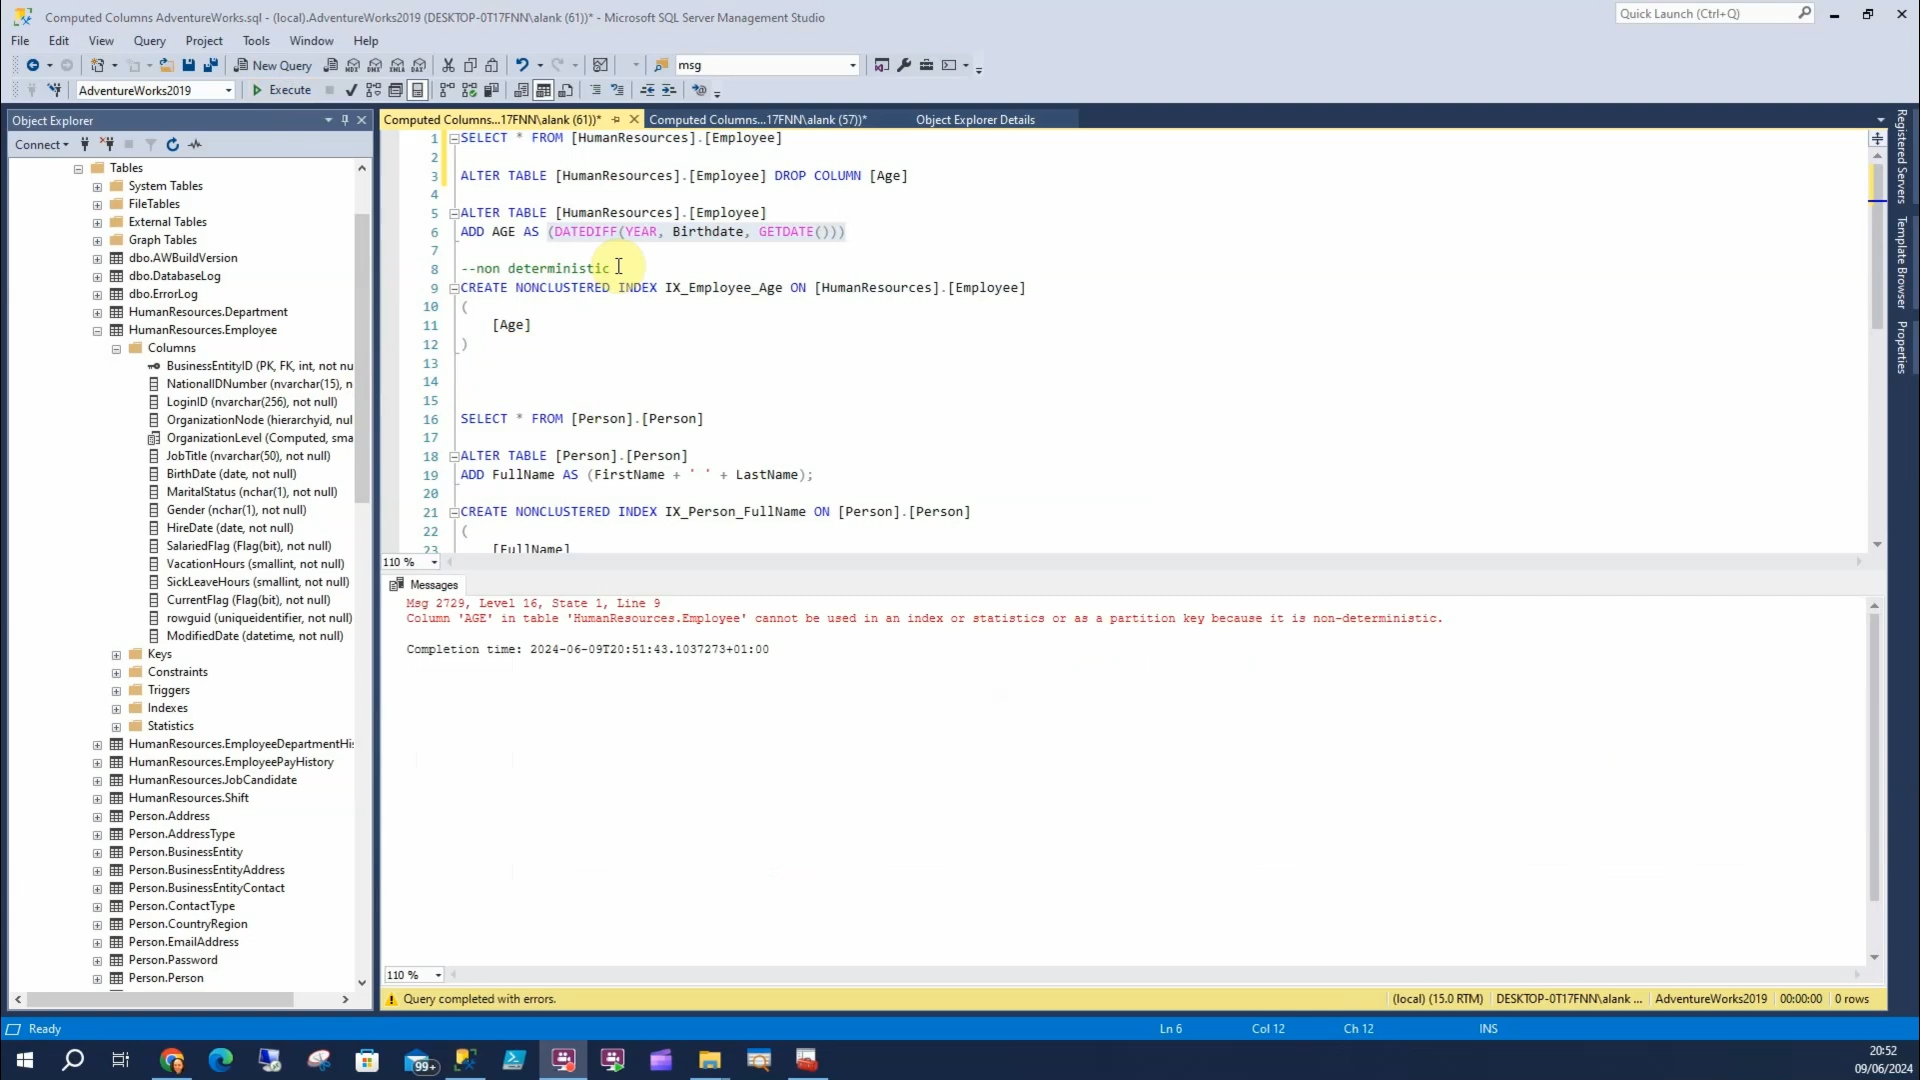 Computed Columns AdventureWorks.sql - (local).AdventureWorks2019 (DESKTOP-0T17FNN\alank (61))* - Microsoft SQL Server Management Studio
Quick Launch (Ctrl+Q)
File Edit View Query Project Tools Window Help
New Query
msg
AdventureWorks2019
Execute
Object Explorer
Connect
Tables
System Tables
FileTables
External Tables
Graph Tables
dbo.AWBuildVersion
dbo.DatabaseLog
dbo.ErrorLog
HumanResources.Department
HumanResources.Employee
Columns
BusinessEntityID (PK, FK, int, not nu
NationalIDNumber (nvarchar(15), n
LoginID (nvarchar(256), not null)
OrganizationNode (hierarchyid, nul
OrganizationLevel (Computed, sma
JobTitle (nvarchar(50), not null)
BirthDate (date, not null)
MaritalStatus (nchar(1), not null)
Gender (nchar(1), not null)
HireDate (date, not null)
SalariedFlag (Flag(bit), not null)
VacationHours (smallint, not null)
SickLeaveHours (smallint, not null)
CurrentFlag (Flag(bit), not null)
rowguid (uniqueidentifier, not null)
ModifiedDate (datetime, not null)
Keys
Constraints
Triggers
Indexes
Statistics
HumanResources.EmployeeDepartmentHis
HumanResources.EmployeePayHistory
HumanResources.JobCandidate
HumanResources.Shift
Person.Address
Person.AddressType
Person.BusinessEntity
Person.BusinessEntityAddress
Person.BusinessEntityContact
Person.ContactType
Person.CountryRegion
Person.EmailAddress
Person.Password
Person.Person
Computed Columns...17FNN\alank (61))*
Computed Columns...17FNN\alank (57))*
Object Explorer Details
1 SELECT * FROM [HumanResources].[Employee]
2
3 ALTER TABLE [HumanResources].[Employee] DROP COLUMN [Age]
4
5 ALTER TABLE [HumanResources].[Employee]
6 ADD AGE AS (DATEDIFF(YEAR, Birthdate, GETDATE()))
7
8 --non deterministic
9 CREATE NONCLUSTERED INDEX IX_Employee_Age ON [HumanResources].[Employee]
10 (
11 [Age]
12 )
13
14
15
16 SELECT * FROM [Person].[Person]
17
18 ALTER TABLE [Person].[Person]
19 ADD FullName AS (FirstName + ' ' + LastName);
20
21 CREATE NONCLUSTERED INDEX IX_Person_FullName ON [Person].[Person]
22 (
23 [FullName]
110 %
Messages
Msg 2729, Level 16, State 1, Line 9
Column 'AGE' in table 'HumanResources.Employee' cannot be used in an index or statistics or as a partition key because it is non-deterministic.
Completion time: 2024-06-09T20:51:43.1037273+01:00
110 %
Query completed with errors.
(local) (15.0 RTM)
DESKTOP-0T17FNN\alank ...
AdventureWorks2019
00:00:00
0 rows
Registered Servers
Template Browser
Properties
Ready
Ln 6
Col 12
Ch 12
INS
99+
20:52
09/06/2024